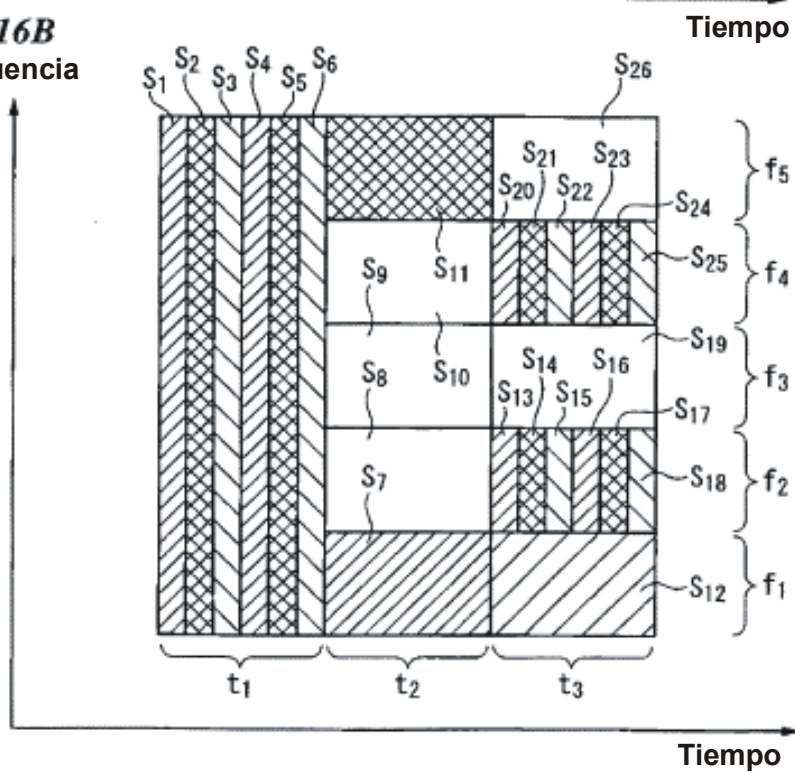 Tiempo
16B
uencia
S1 S2 S3 S4 S5 S6
S26
S20 S21 S22 S23 S24
S25
f5
f4
S9 S11
S10
S19
f3
S8
S13 S14 S15 S16 S17
S18
f2
S7
S12
f1
t1 t2 t3
Tiempo